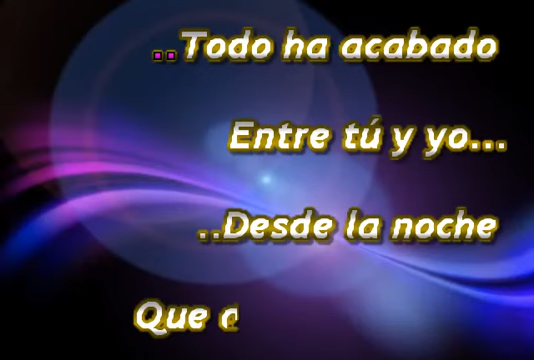 ..Todo ha acabado
Entre tú y yo...
..Desde la noche
Que